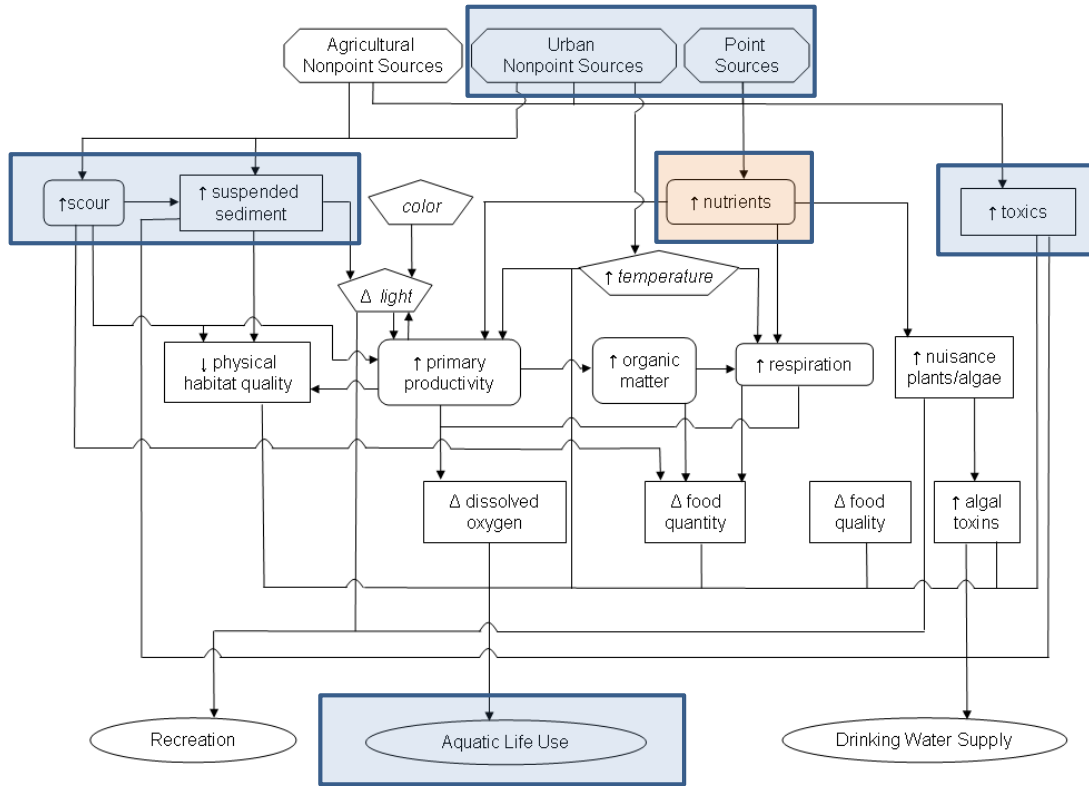 Agricultural
Nonpoint Sources
Urban
Nonpoint Sources
Point
Sources
↑scour
↑ suspended
sediment
color
↑ nutrients
↑ toxics
Δ light
↑ temperature
↓ physical
habitat quality
↑ primary
productivity
↑ organic
matter
↑ respiration
↑ nuisance
plants/algae
Δ dissolved
oxygen
Δ food
quantity
Δ food
quality
↑ algal
toxins
Recreation
Aquatic Life Use
Drinking Water Supply